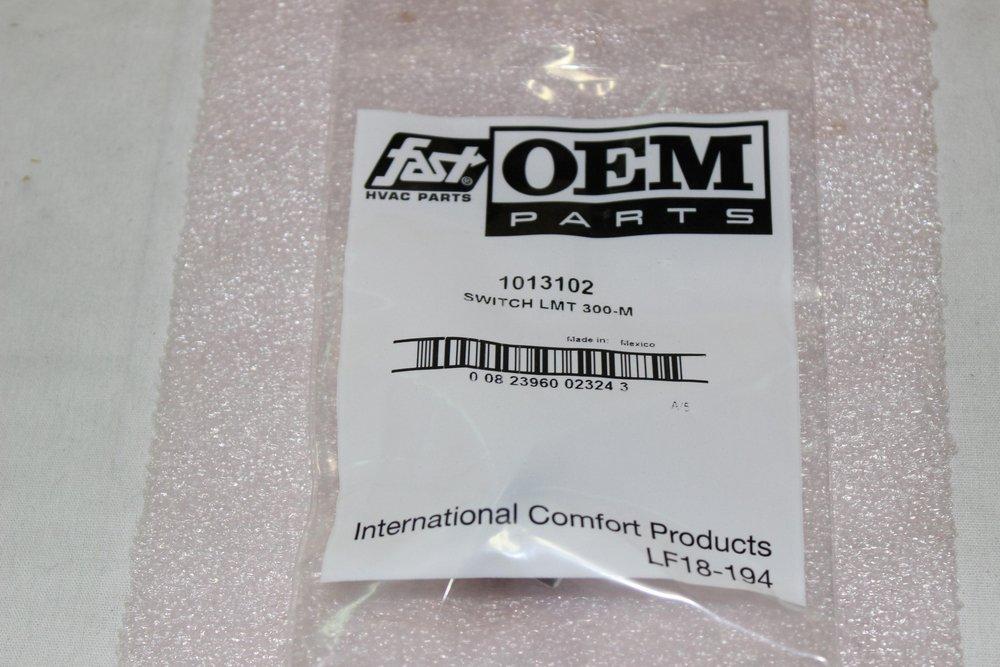 fast®
HVAC PARTS
OEM
PARTS
1013102
SWITCH LMT 300-M
Made in: Mexico
0 08 23960 02324 3
A/5
International Comfort Products
LF18-194